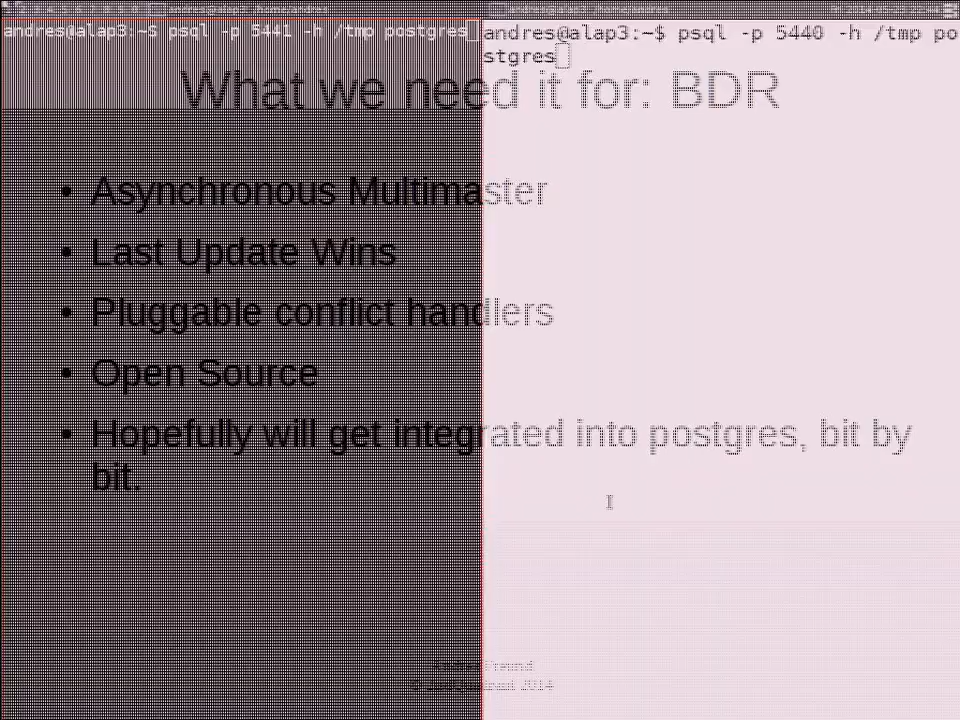 andres@alap3:~$ psql -p 5441 -h /tmp postgres
andres@alap3:~$ psql -p 5440 -h /tmp po
stgres
What we need it for: BDR
• Asynchronous Multimaster
• Last Update Wins
• Pluggable conflict handlers
• Open Source
• Hopefully will get integrated into postgres, bit by
bit.
2014